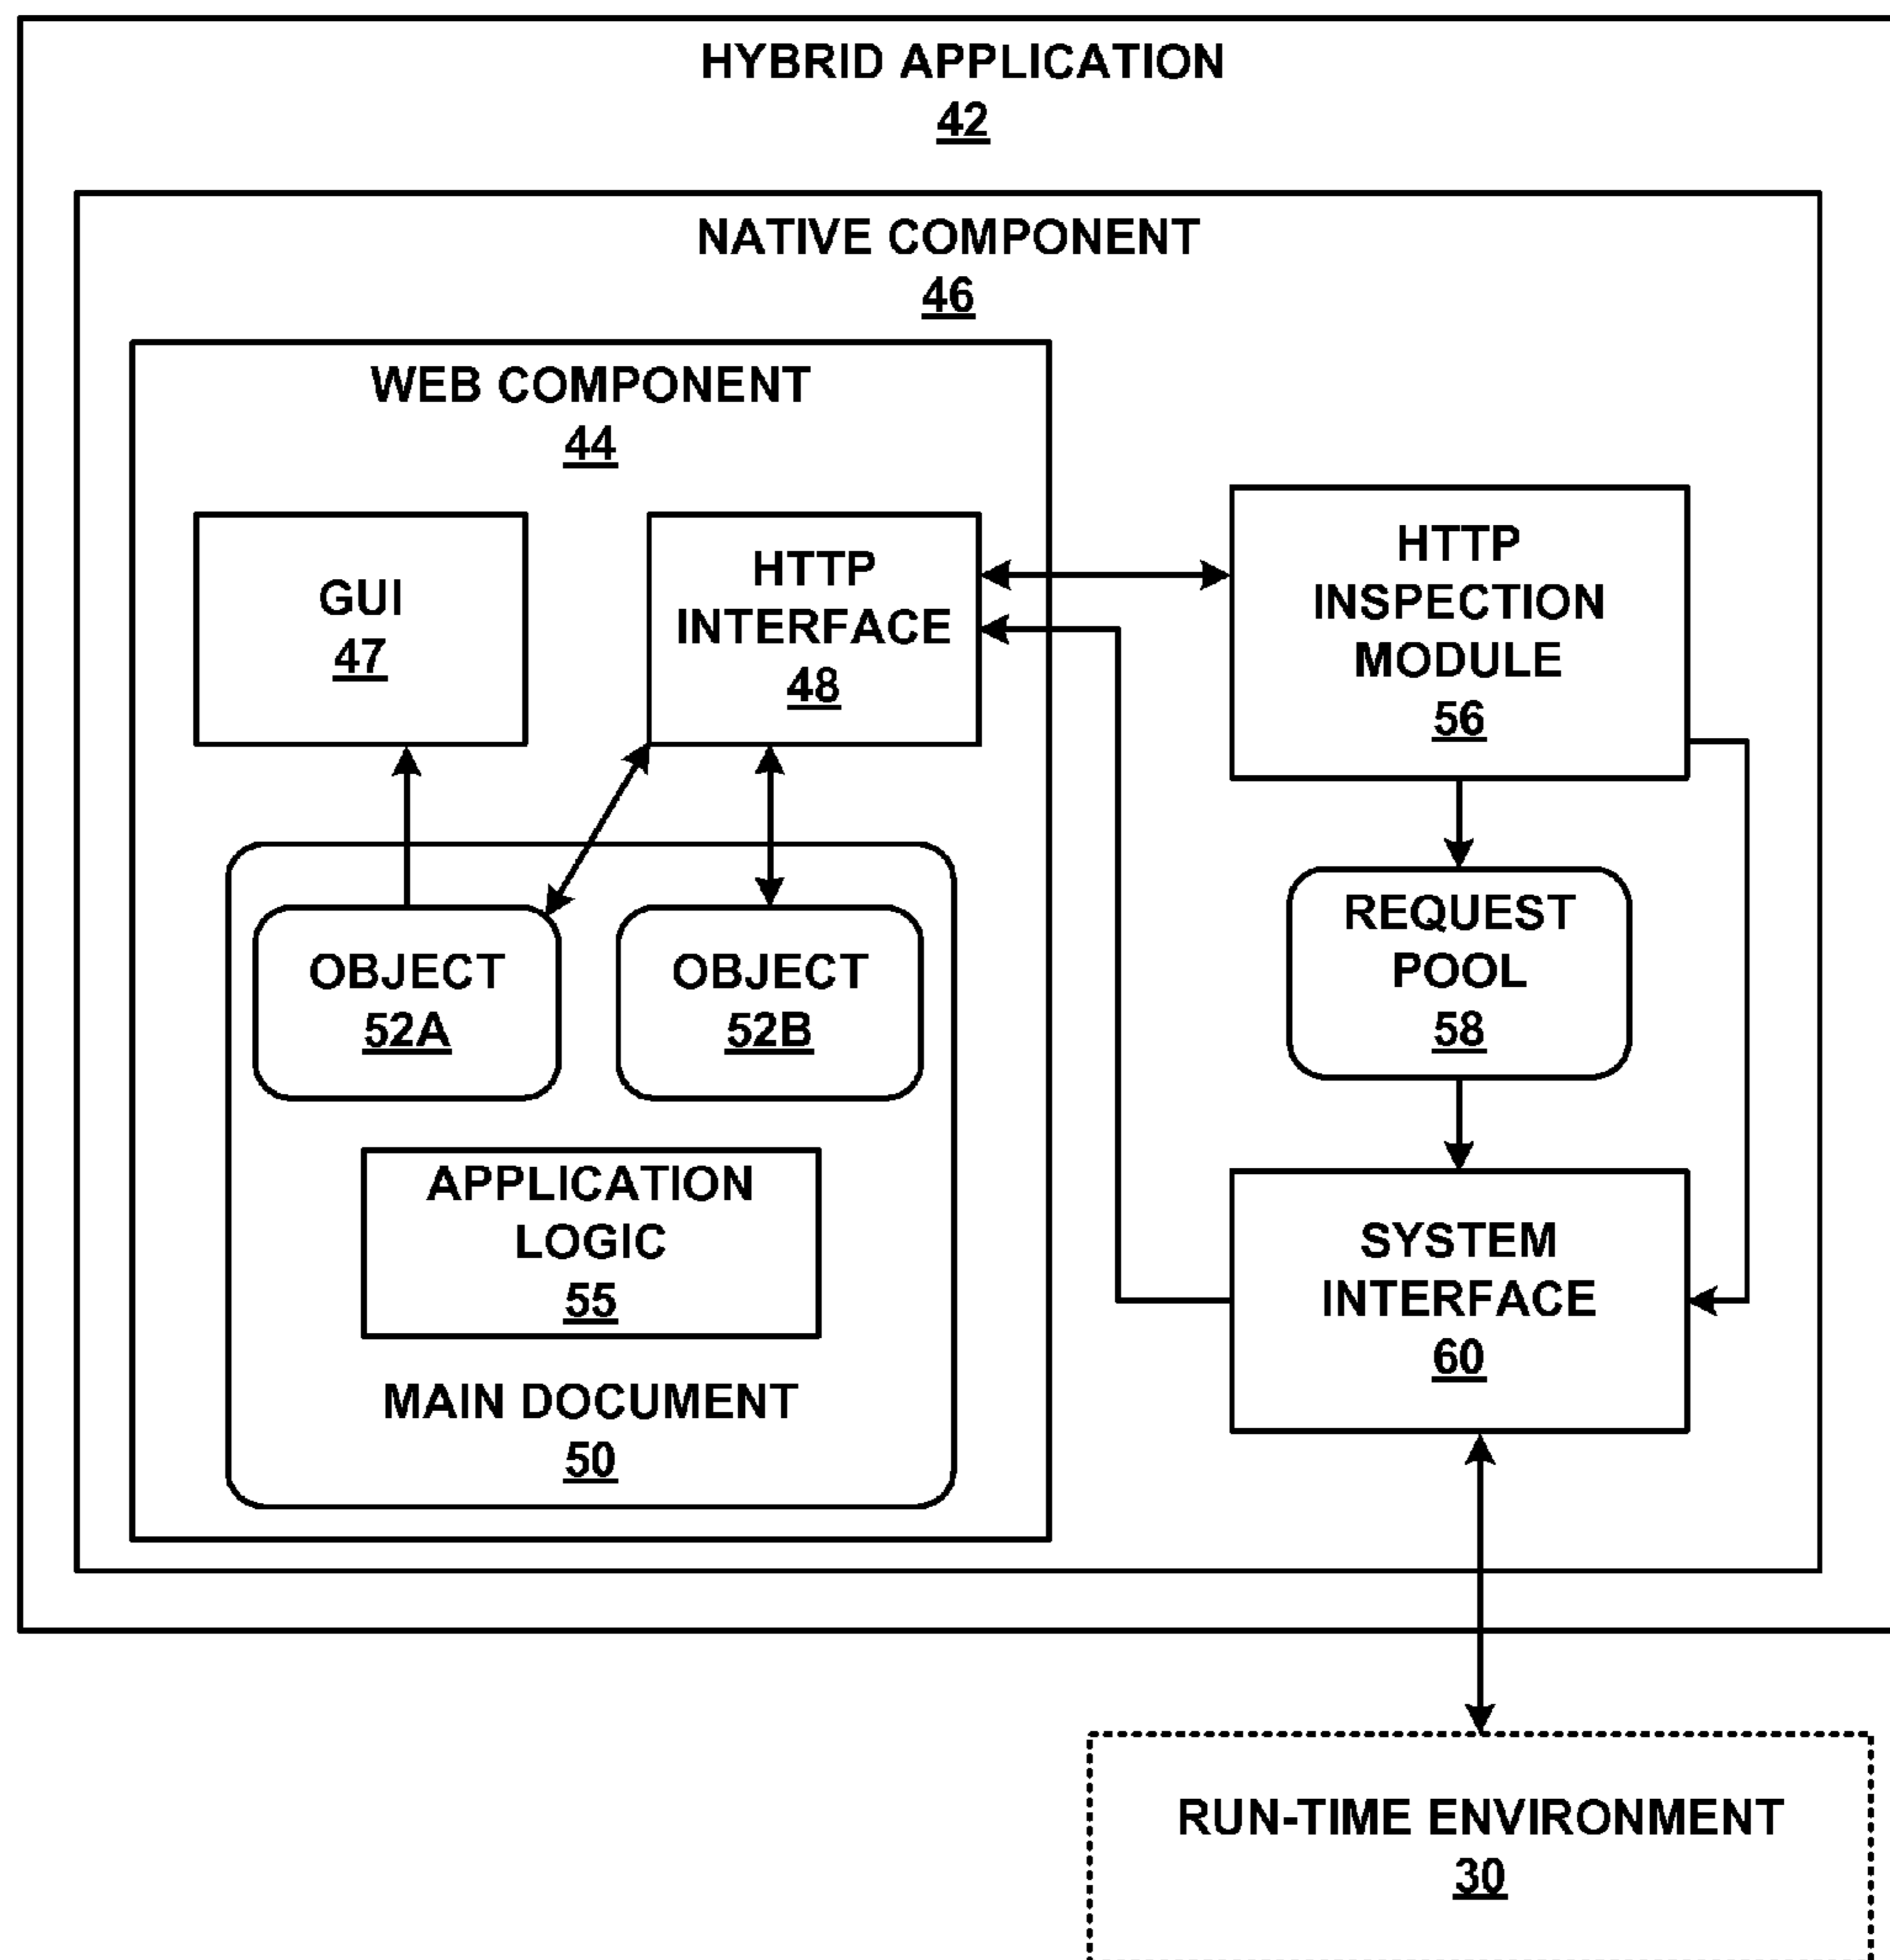 HYBRID APPLICATION
42
NATIVE COMPONENT
46
WEB COMPONENT
44
GUI
47
HTTP
INTERFACE
48
HTTP
INSPECTION
MODULE
56
OBJECT
52A
OBJECT
52B
REQUEST
POOL
58
APPLICATION
LOGIC
55
MAIN DOCUMENT
50
SYSTEM
INTERFACE
60
RUN-TIME ENVIRONMENT
30